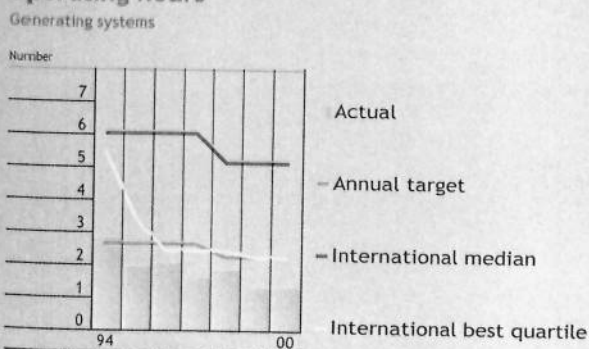 Generating systems
Number
7
6
5
4
3
2
1
0
94
00
Actual
Annual target
International median
International best quartile